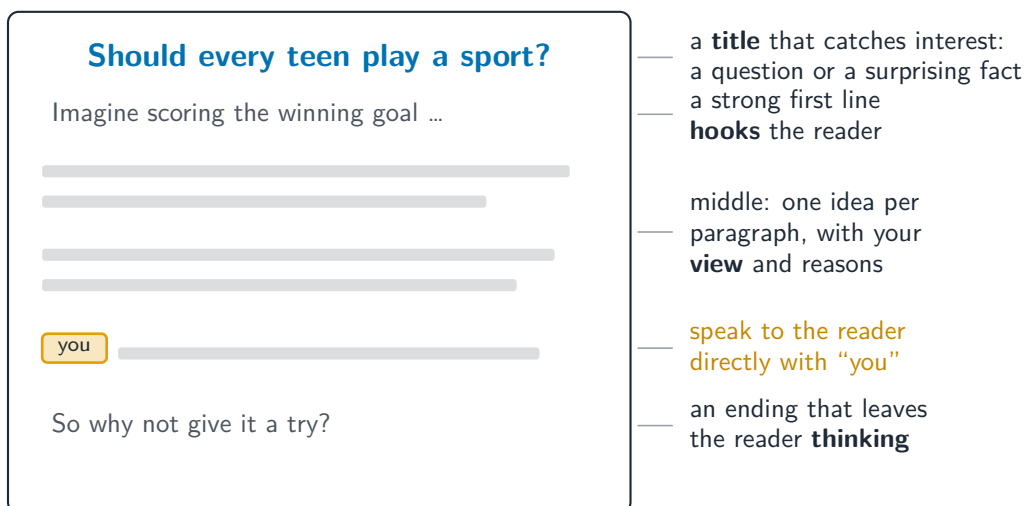 Should every teen play a sport?
a title that catches interest:
a question or a surprising fact
Imagine scoring the winning goal …
a strong first line
hooks the reader
middle: one idea per
paragraph, with your
view and reasons
you
speak to the reader
directly with “you”
So why not give it a try?
an ending that leaves
the reader thinking